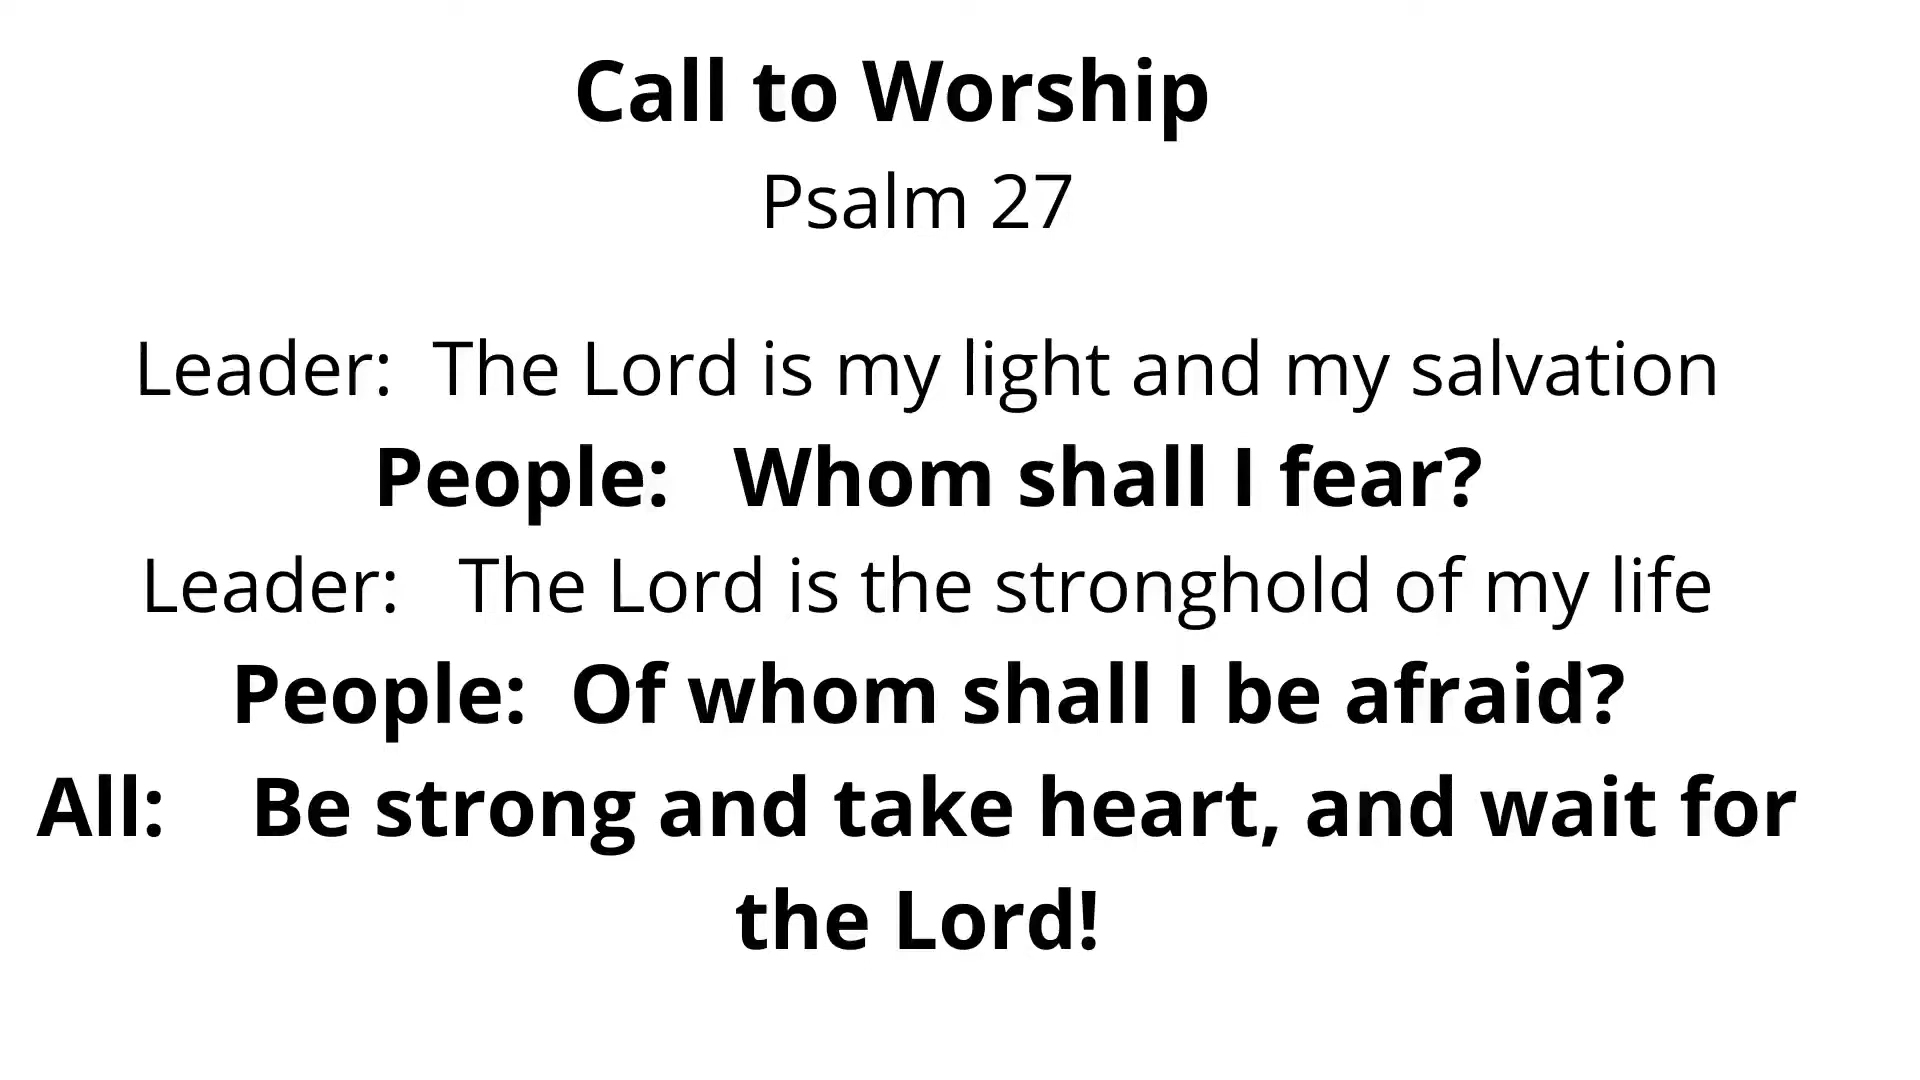 Call to Worship
Psalm 27
Leader:  The Lord is my light and my salvation
People:   Whom shall I fear?
Leader:   The Lord is the stronghold of my life
People:  Of whom shall I be afraid?
All:    Be strong and take heart, and wait for
the Lord!